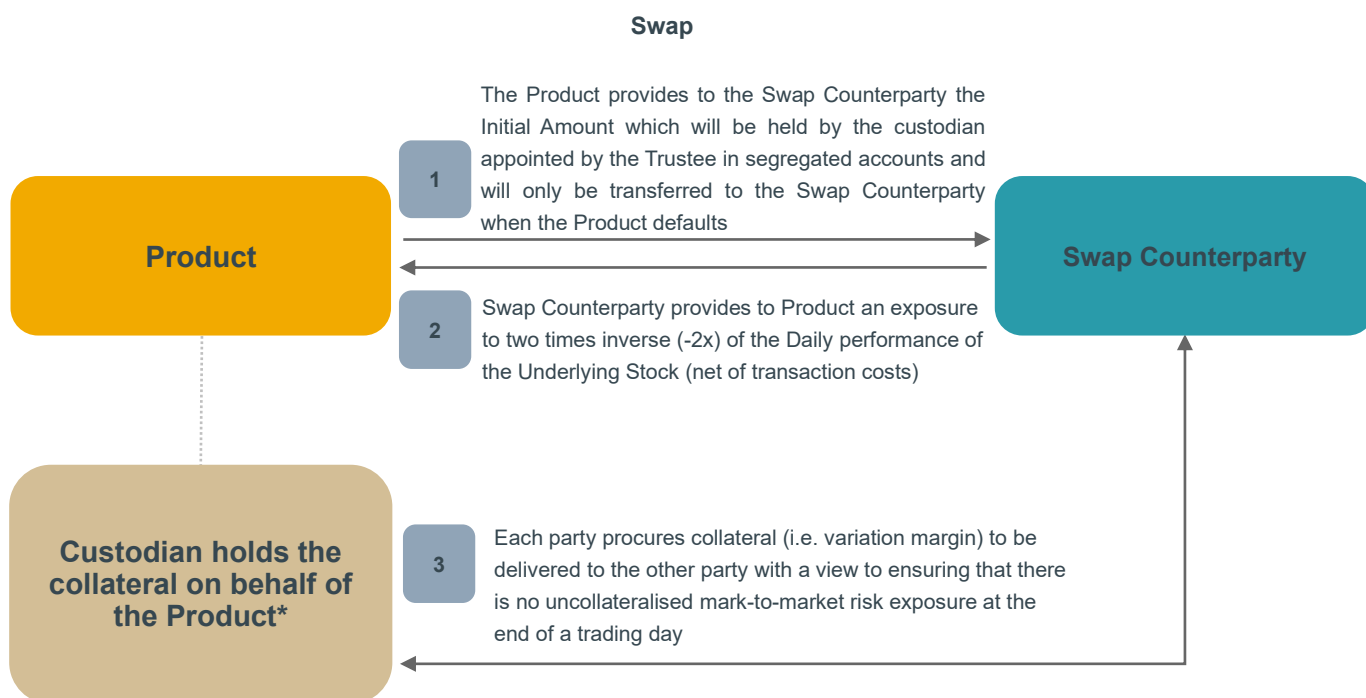 Swap
The Product provides to the Swap Counterparty the
Initial Amount which will be held by the custodian
appointed by the Trustee in segregated accounts and
will only be transferred to the Swap Counterparty
when the Product defaults
1
Product
Swap Counterparty
2
Swap Counterparty provides to Product an exposure
to two times inverse (-2x) of the Daily performance of
the Underlying Stock (net of transaction costs)
Custodian holds the
collateral on behalf of
the Product*
3
Each party procures collateral (i.e. variation margin) to be
delivered to the other party with a view to ensuring that there
is no uncollateralised mark-to-market risk exposure at the
end of a trading day